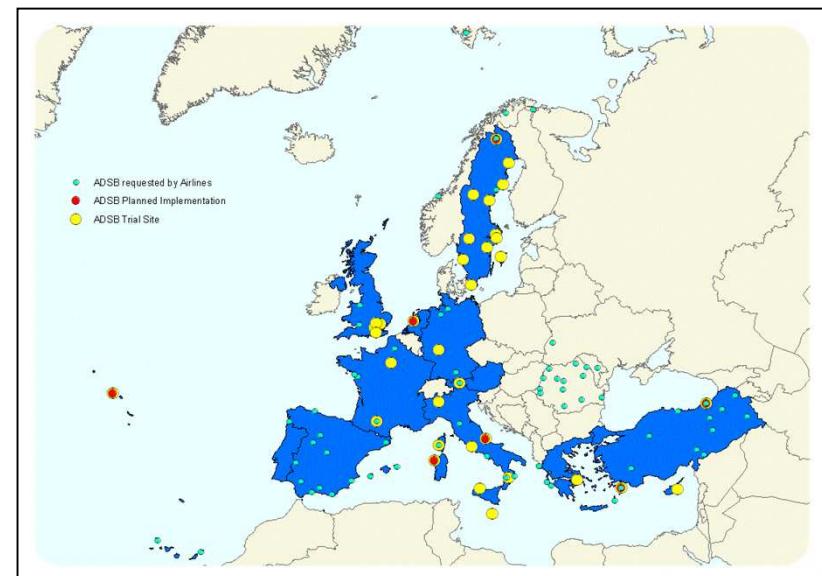 ADSB requested by Airlines
ADSB Planned Implementation
ADSB Trial Site